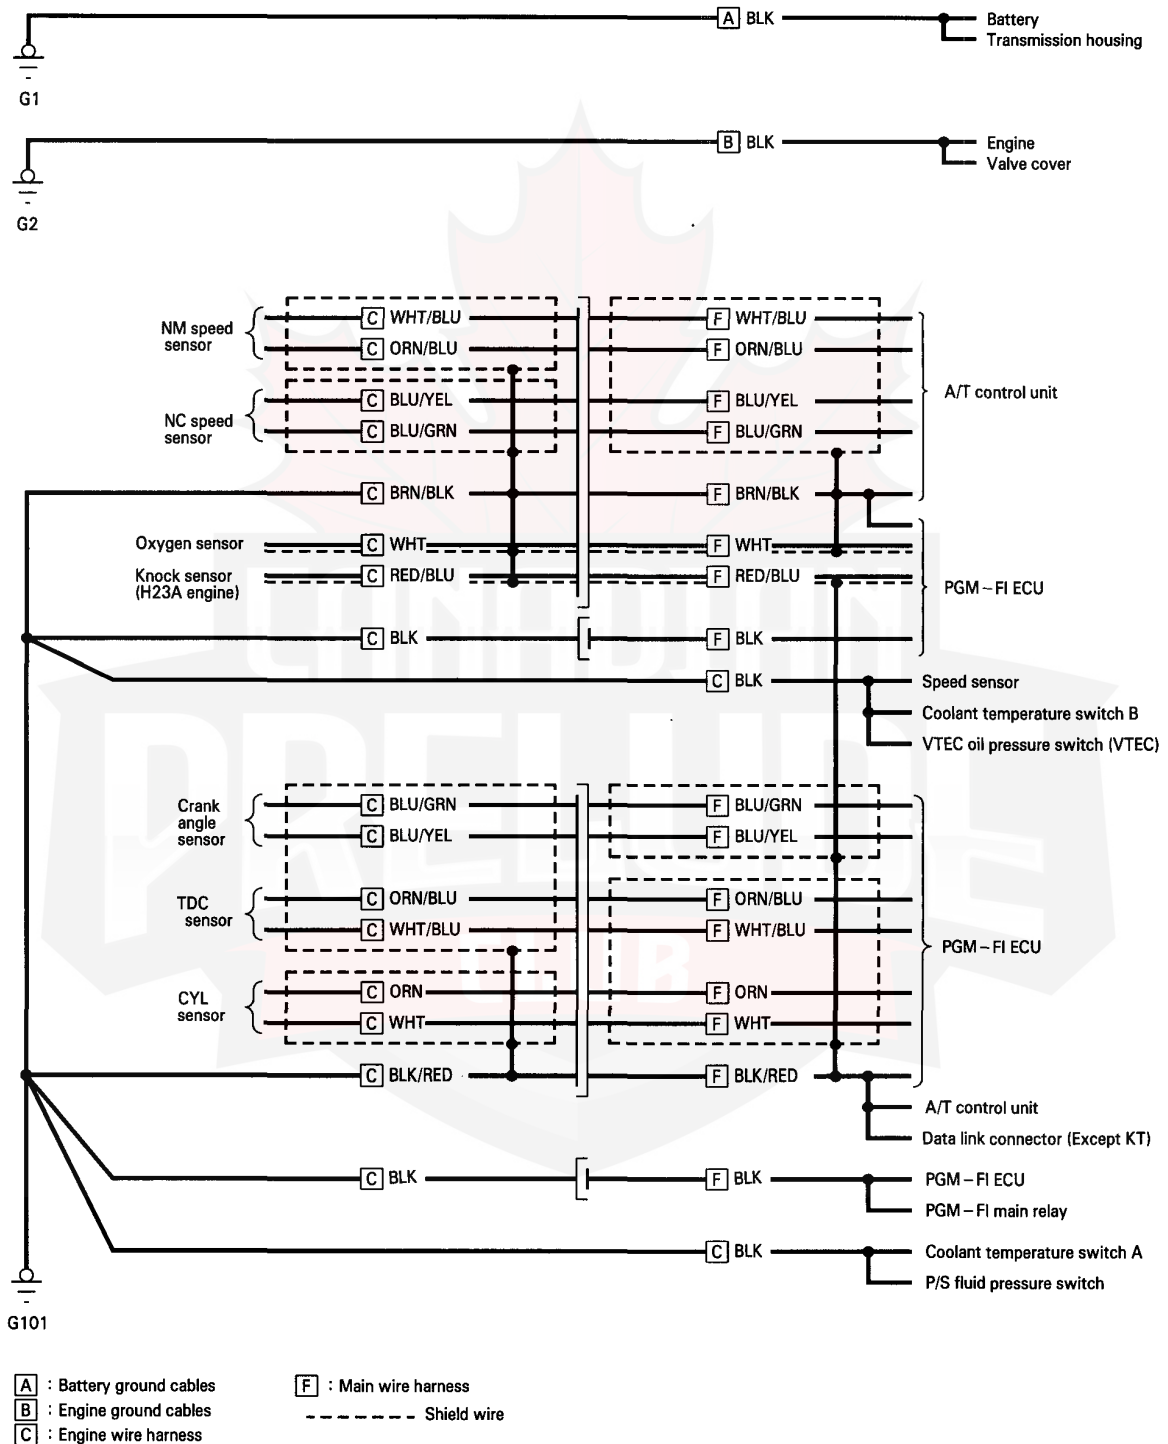 A BLK
Battery
Transmission housing
G1
B BLK
Engine
Valve cover
G2
NM speed
sensor
C WHT/BLU
F WHT/BLU
C ORN/BLU
F ORN/BLU
NC speed
sensor
C BLU/YEL
F BLU/YEL
C BLU/GRN
F BLU/GRN
A/T control unit
C BRN/BLK
F BRN/BLK
Oxygen sensor
C WHT
F WHT
Knock sensor
(H23A engine)
C RED/BLU
F RED/BLU
PGM–FI ECU
C BLK
F BLK
C BLK
Speed sensor
Coolant temperature switch B
VTEC oil pressure switch (VTEC)
Crank
angle
sensor
C BLU/GRN
F BLU/GRN
C BLU/YEL
F BLU/YEL
TDC
sensor
C ORN/BLU
F ORN/BLU
C WHT/BLU
F WHT/BLU
PGM–FI ECU
CYL
sensor
C ORN
F ORN
C WHT
F WHT
C BLK/RED
F BLK/RED
A/T control unit
Data link connector (Except KT)
C BLK
F BLK
PGM–FI ECU
PGM–FI main relay
C BLK
Coolant temperature switch A
P/S fluid pressure switch
G101
A : Battery ground cables
B : Engine ground cables
C : Engine wire harness
F : Main wire harness
Shield wire
CANADIAN
PRELUDE
CLUB